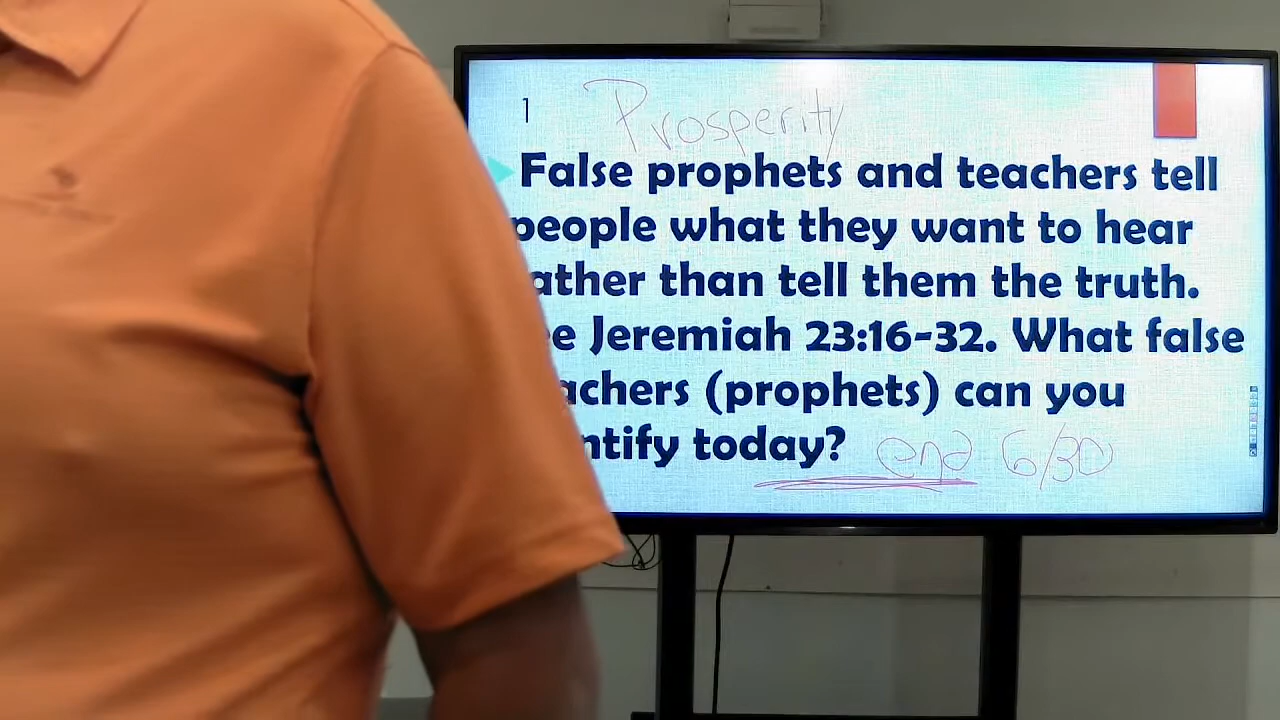 1
Prosperity
False prophets and teachers tell
people what they want to hear
ather than tell them the truth.
e Jeremiah 23:16-32. What false
achers (prophets) can you
ntify today? end 6/30